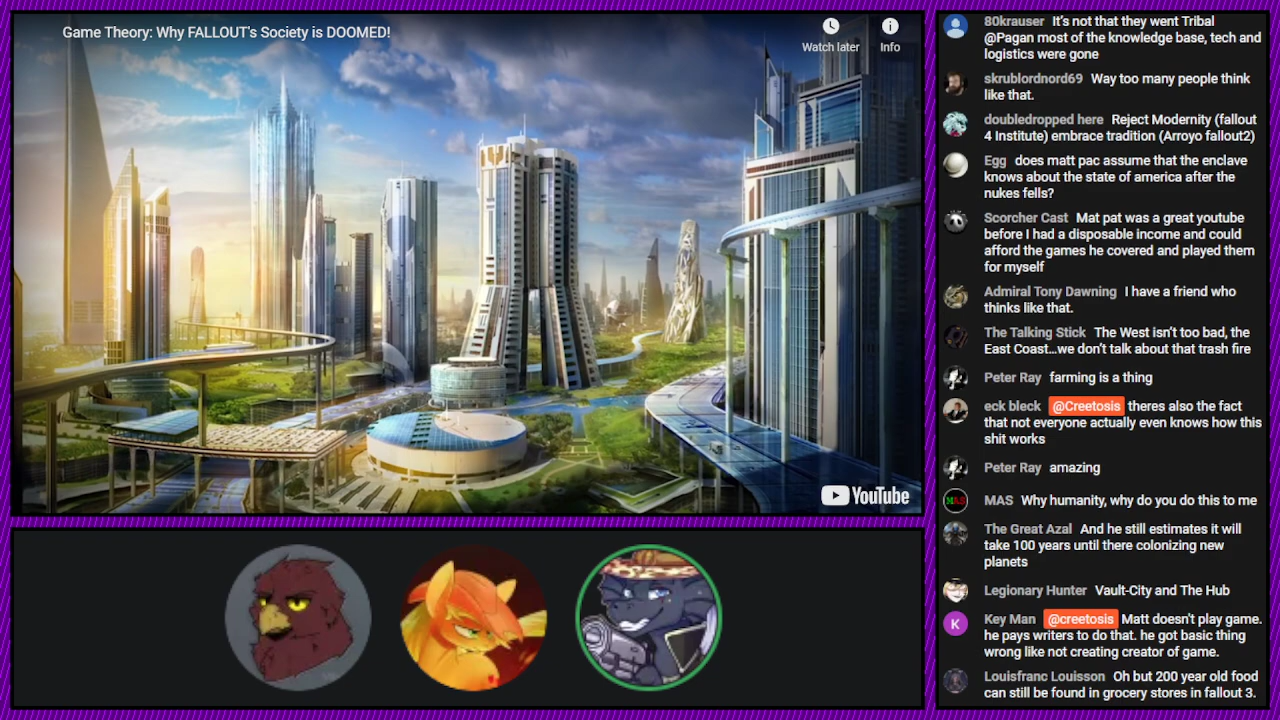 Game Theory: Why FALLOUT's Society is DOOMED!
Watch later
Info
YouTube
80krauser It's not that they went Tribal
@Pagan most of the knowledge base, tech and
logistics were gone
skrublordnord69 Way too many people think
like that.
doubledropped here Reject Modernity (fallout
4 Institute) embrace tradition (Arroyo fallout2)
Egg does matt pac assume that the enclave
knows about the state of america after the
nukes fells?
Scorcher Cast Mat pat was a great youtube
before I had a disposable income and could
afford the games he covered and played them
for myself
Admiral Tony Dawning I have a friend who
thinks like that.
The Talking Stick The West isn't too bad, the
East Coast…we don't talk about that trash fire
Peter Ray farming is a thing
eck bleck @Creetosis theres also the fact
that not everyone actually even knows how this
shit works
Peter Ray amazing
MAS
MAS Why humanity, why do you do this to me
The Great Azal And he still estimates it will
take 100 years until there colonizing new
planets
Legionary Hunter Vault-City and The Hub
K
Key Man @creetosis Matt doesn't play game.
he pays writers to do that. he got basic thing
wrong like not creating creator of game.
Louisfranc Louisson Oh but 200 year old food
can still be found in grocery stores in fallout 3.